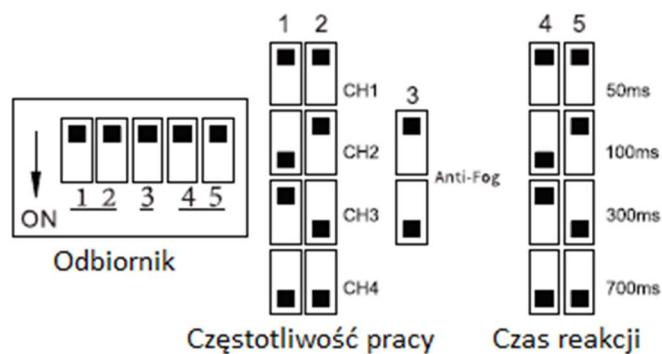 1 2
4 5
CH1
50ms
3
CH2
100ms
Anti-Fog
1 2 3 4 5
ON
CH3
300ms
Odbiornik
CH4
700ms
Częstotliwość pracy
Czas reakcji